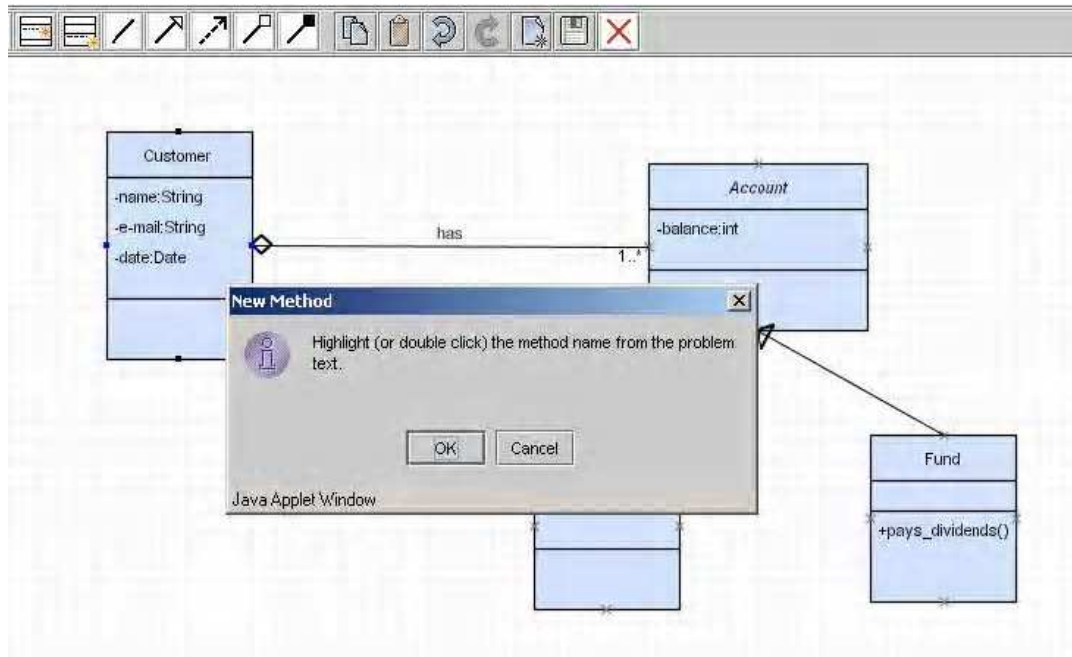 Customer
-name:String
-e-mail:String
-date:Date
has
1..*
Account
-balance:int
New Method
Highlight (or double click) the method name from the problem
text.
OK
Cancel
Java Applet Window
Fund
+pays_dividends()